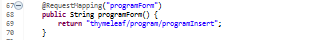 67 @RequestMapping("programForm")
68 public String programForm() {
69 return "thymeleaf/program/programInsert";
70 }